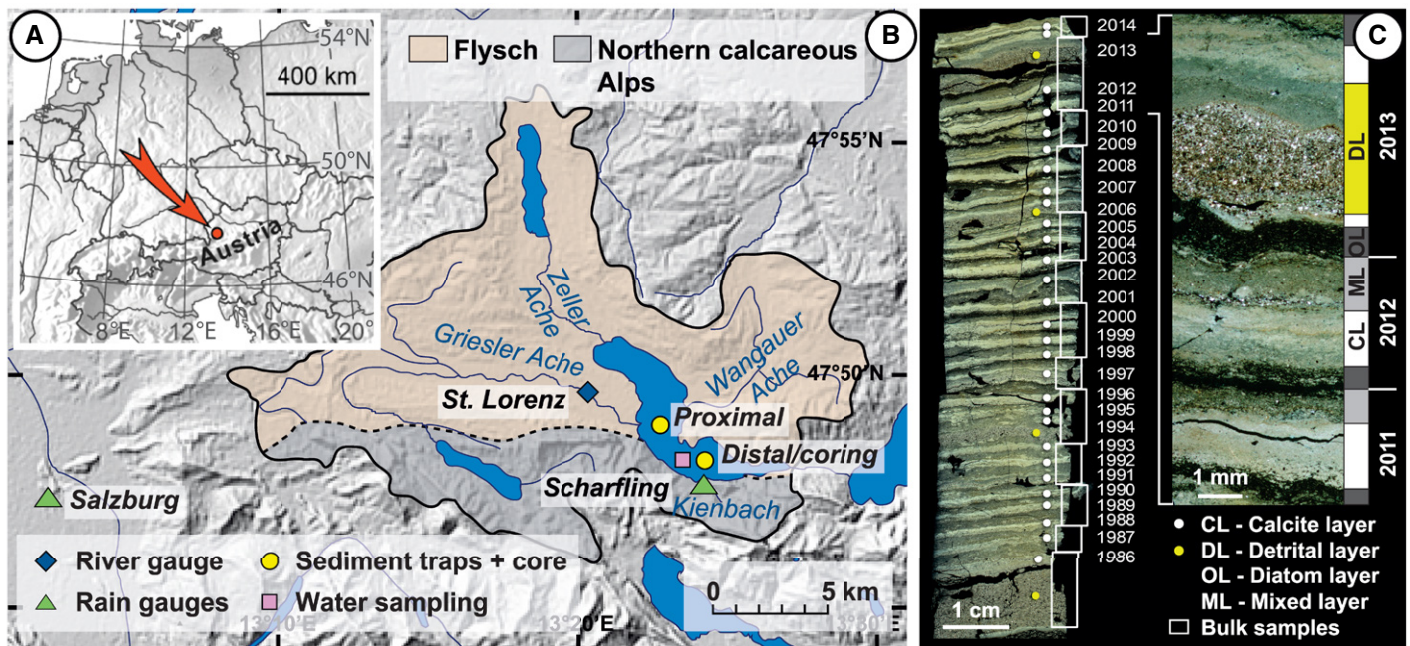 A
54°N
400 km
50°N
Austria
46°N
8°E
12°E
16°E
20°
B
Flysch
Northern calcareous
Alps
47°55'N
Zeller
Ache
Griesler Ache
Wangauer
Ache
47°50'N
St. Lorenz
Proximal
Distal/coring
Scharfling
Kienbach
Salzburg
River gauge
Sediment traps + core
Rain gauges
Water sampling
0
5 km
13°10'E
13°20'E
13°30'E
C
2014
2013
2012
2011
2010
2009
2008
2007
2006
2005
2004
2003
2002
2001
2000
1999
1998
1997
1996
1995
1994
1993
1992
1991
1990
1989
1988
1987
1986
1 cm
DL
2013
OL
ML
2012
CL
2011
1 mm
CL - Calcite layer
DL - Detrital layer
OL - Diatom layer
ML - Mixed layer
Bulk samples